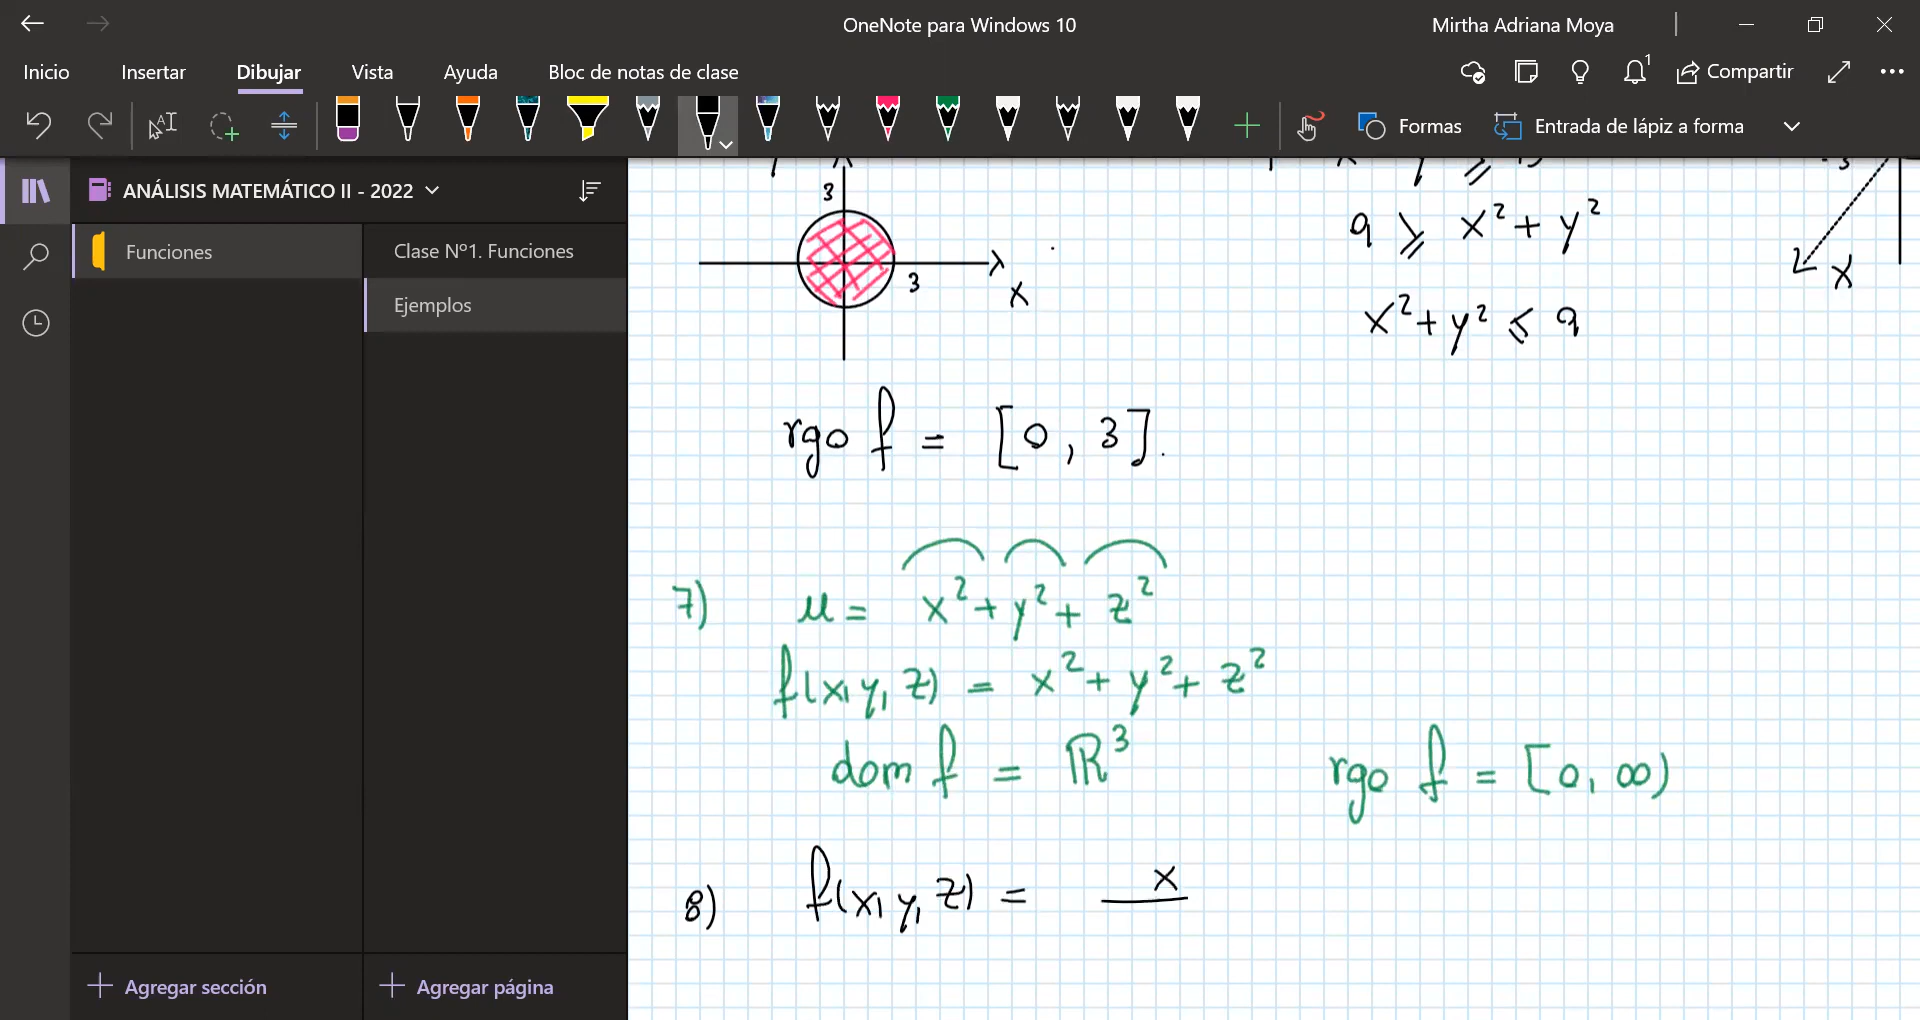 OneNote para Windows 10
Mirtha Adriana Moya
Inicio Insertar Dibujar Vista Ayuda Bloc de notas de clase
1 Compartir
Formas Entrada de lápiz a forma
ANÁLISIS MATEMÁTICO II - 2022
Funciones
Clase Nº1. Funciones
Ejemplos
3
3
x
9 ⩾ x² + y²
x² + y² ⩽ 9
x
rgo f = [0, 3].
7) u = x² + y² + z²
f(x, y, z) = x² + y² + z²
dom f = ℝ³ rgo f = [0, ∞)
8) f(x, y, z) = x
Agregar sección
Agregar página